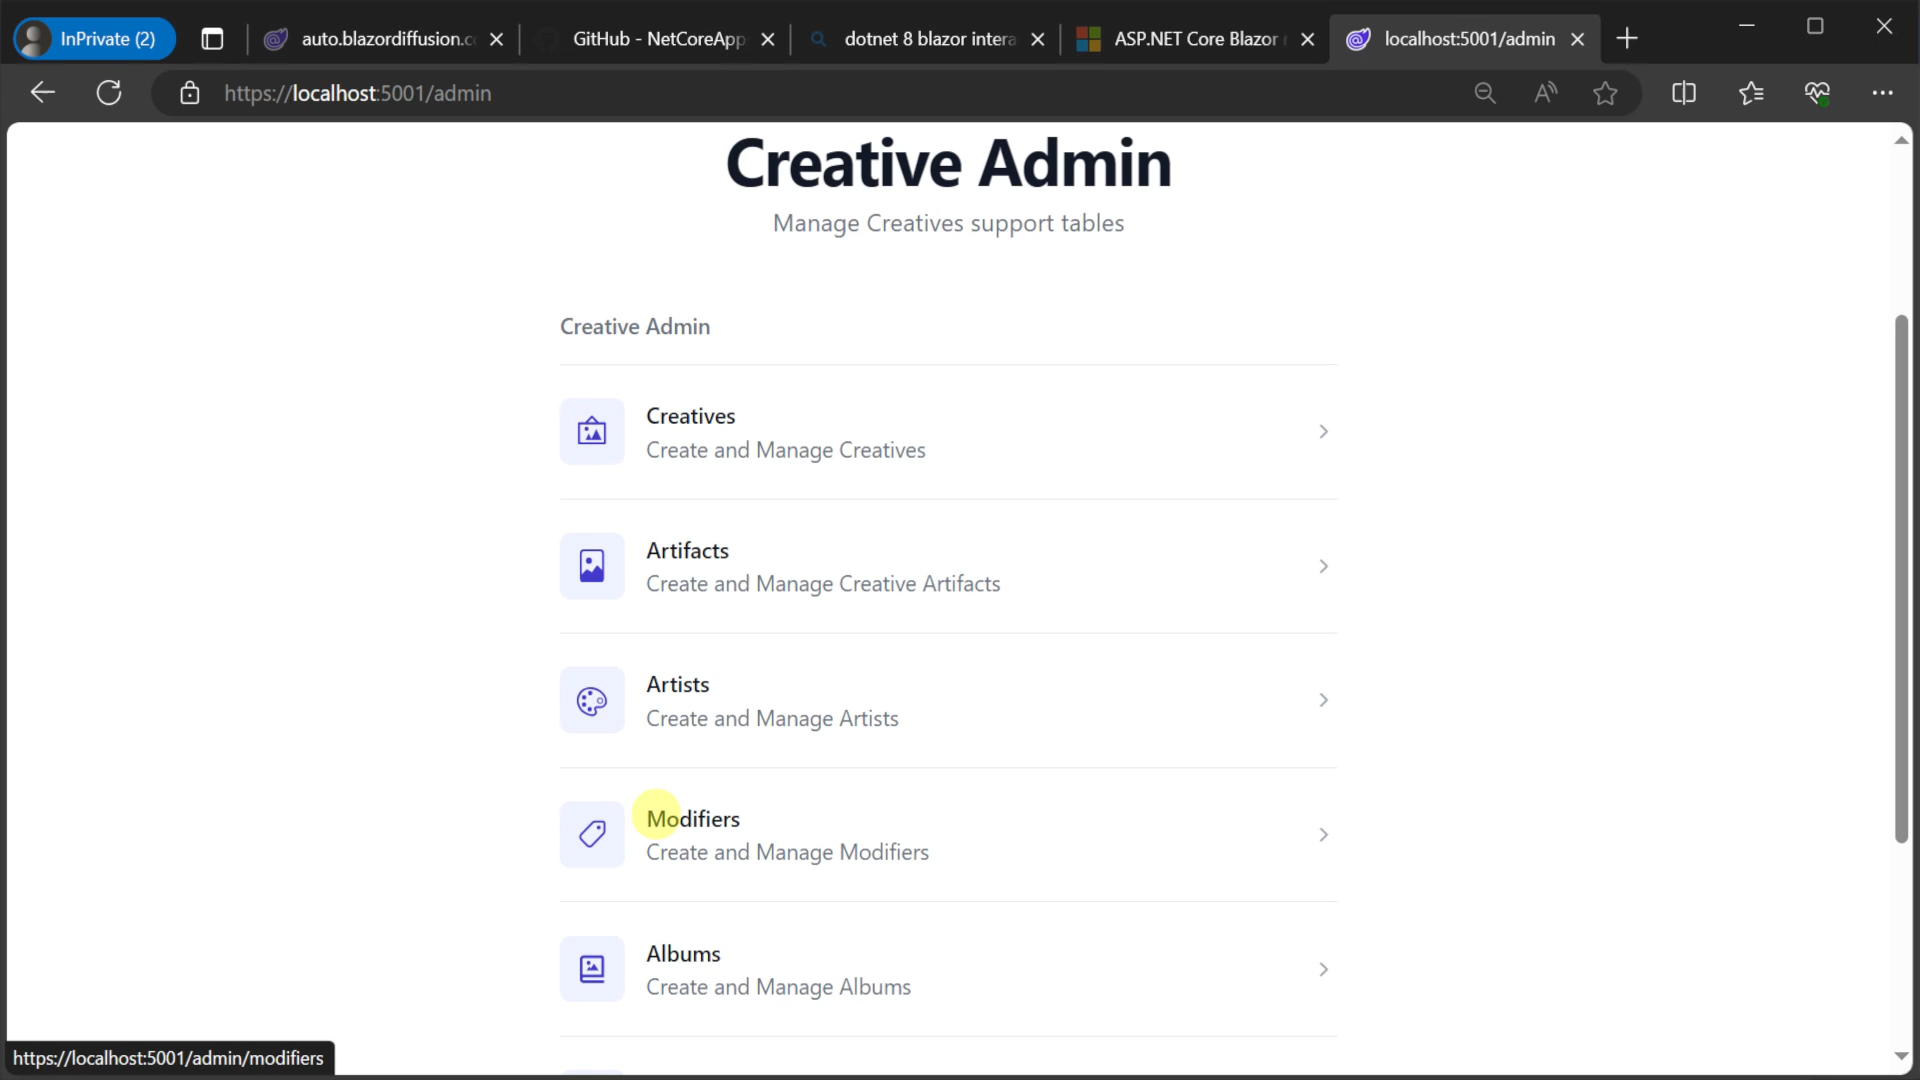 InPrivate (2)
auto.blazordiffusion.c
GitHub - NetCoreApp
dotnet 8 blazor intera
ASP.NET Core Blazor
localhost:5001/admin
https://localhost:5001/admin
Creative Admin
Manage Creatives support tables
Creative Admin
Creatives
Create and Manage Creatives
Artifacts
Create and Manage Creative Artifacts
Artists
Create and Manage Artists
Modifiers
Create and Manage Modifiers
Albums
Create and Manage Albums
https://localhost:5001/admin/modifiers